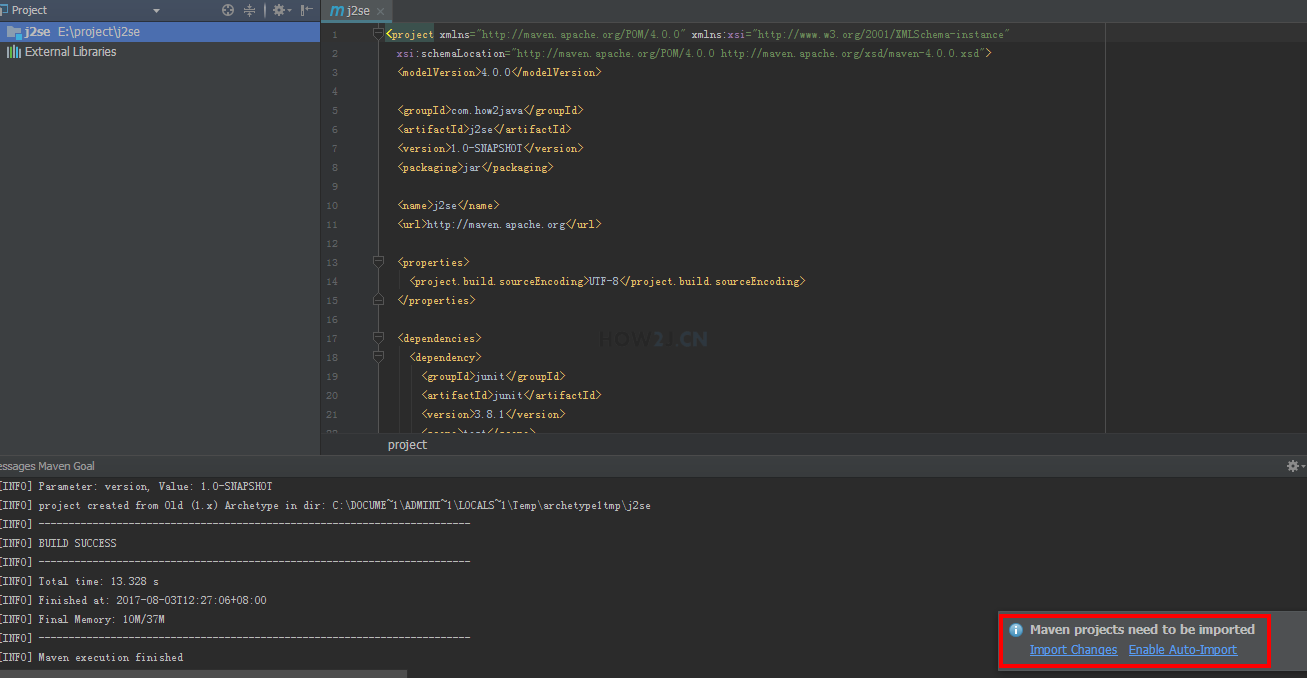 Project
j2se E:\project\j2se
External Libraries
m j2se
1 <project xmlns="http://maven.apache.org/POM/4.0.0" xmlns:xsi="http://www.w3.org/2001/XMLSchema-instance"
2 xsi:schemaLocation="http://maven.apache.org/POM/4.0.0 http://maven.apache.org/xsd/maven-4.0.0.xsd">
3 <modelVersion>4.0.0</modelVersion>
4
5 <groupId>com.how2java</groupId>
6 <artifactId>j2se</artifactId>
7 <version>1.0-SNAPSHOT</version>
8 <packaging>jar</packaging>
9
10 <name>j2se</name>
11 <url>http://maven.apache.org</url>
12
13 <properties>
14 <project.build.sourceEncoding>UTF-8</project.build.sourceEncoding>
15 </properties>
16
17 <dependencies>
HOW2J.CN
18 <dependency>
19 <groupId>junit</groupId>
20 <artifactId>junit</artifactId>
21 <version>3.8.1</version>
22 <scope>test</scope>
project
essages Maven Goal
[INFO] Parameter: version, Value: 1.0-SNAPSHOT
[INFO] project created from Old (1.x) Archetype in dir: C:\DOCUME~1\ADMINI~1\LOCALS~1\Temp\archetype1tmp\j2se
[INFO] ------------------------------------------------------------------------
[INFO] BUILD SUCCESS
[INFO] ------------------------------------------------------------------------
[INFO] Total time: 13.328 s
[INFO] Finished at: 2017-08-03T12:27:06+08:00
[INFO] Final Memory: 10M/37M
[INFO] ------------------------------------------------------------------------
[INFO] Maven execution finished
Maven projects need to be imported
Import Changes Enable Auto-Import